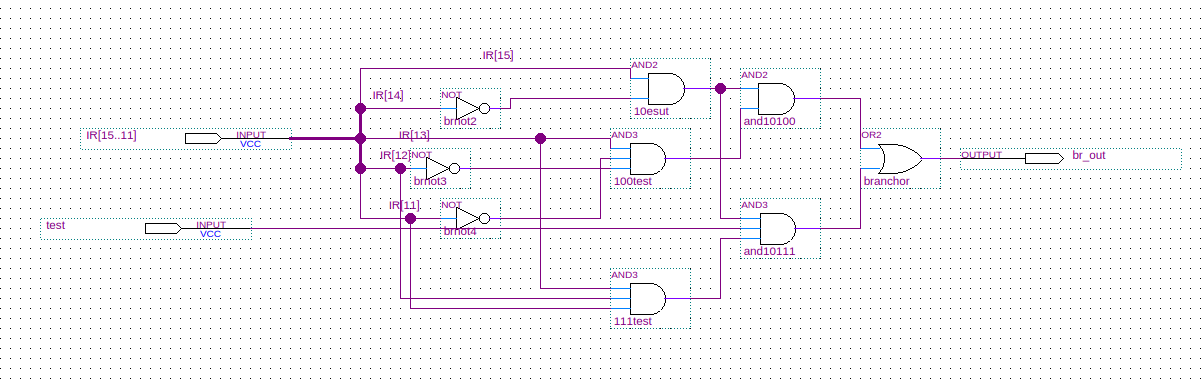 IR[15]
AND2
10esut
AND2
and10100
IR[14]
NOT
brnot2
IR[15..11]
INPUT
VCC
IR[13]
AND3
100test
OR2
branchor
OUTPUT
br_out
IR[12]
NOT
brnot3
IR[11]
NOT
brnot4
AND3
and10111
test
INPUT
VCC
AND3
111test